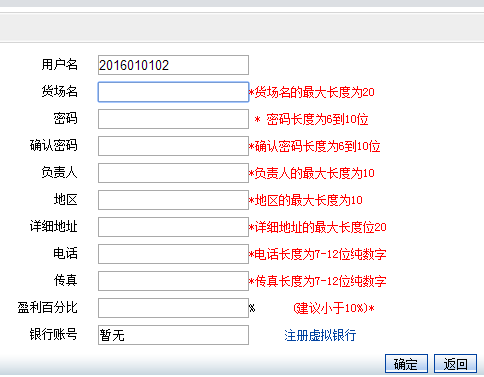 用户名 2016010102
货场名 *货场名的最大长度为20
密码 * 密码长度为6到10位
确认密码 *确认密码长度为6到10位
负责人 *负责人的最大长度为10
地区 *地区的最大长度为10
详细地址 *详细地址的最大长度位20
电话 *电话长度为7-12位纯数字
传真 *传真长度为7-12位纯数字
盈利百分比 % (建议小于10%)*
银行账号 暂无 注册虚拟银行
确定 返回